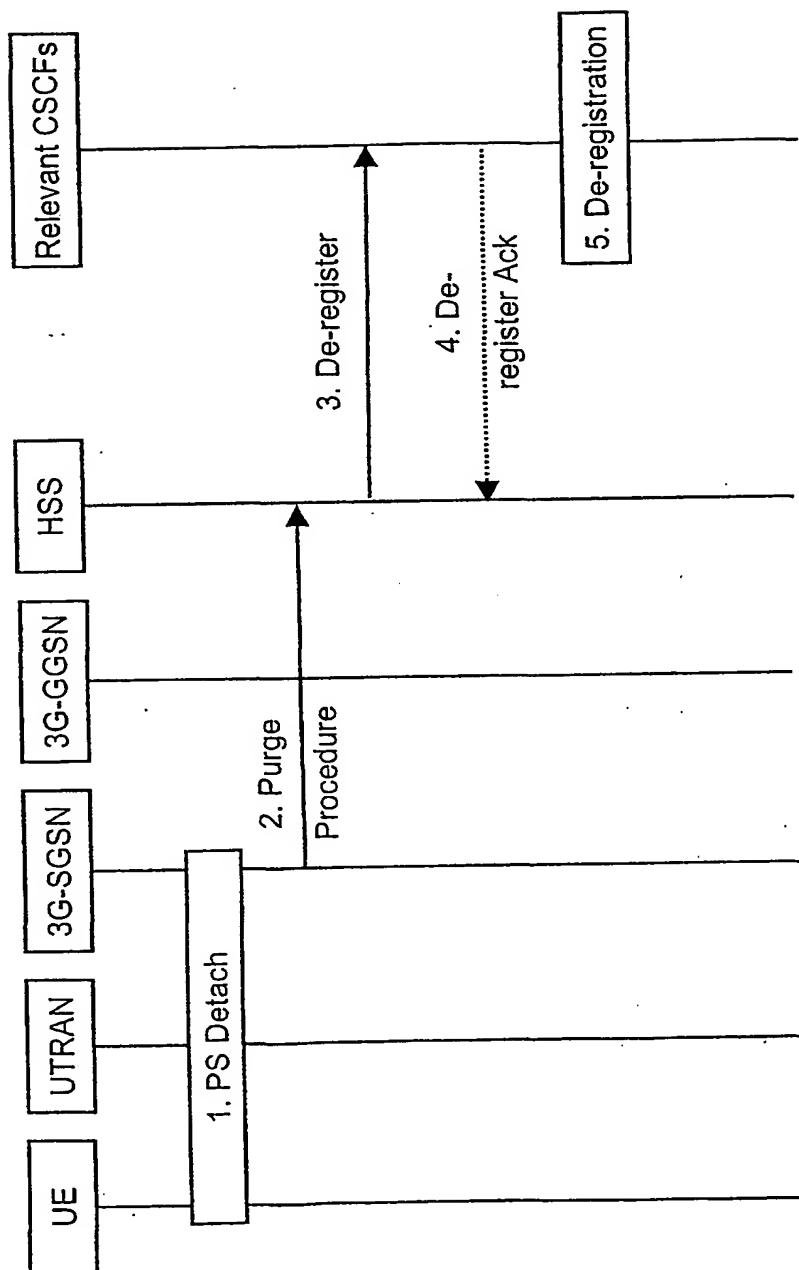 UE
UTRAN
3G-SGSN
3G-GGSN
HSS
Relevant CSCFs
1. PS Detach
2. Purge
Procedure
3. De-register
4. De-
register Ack
5. De-registration